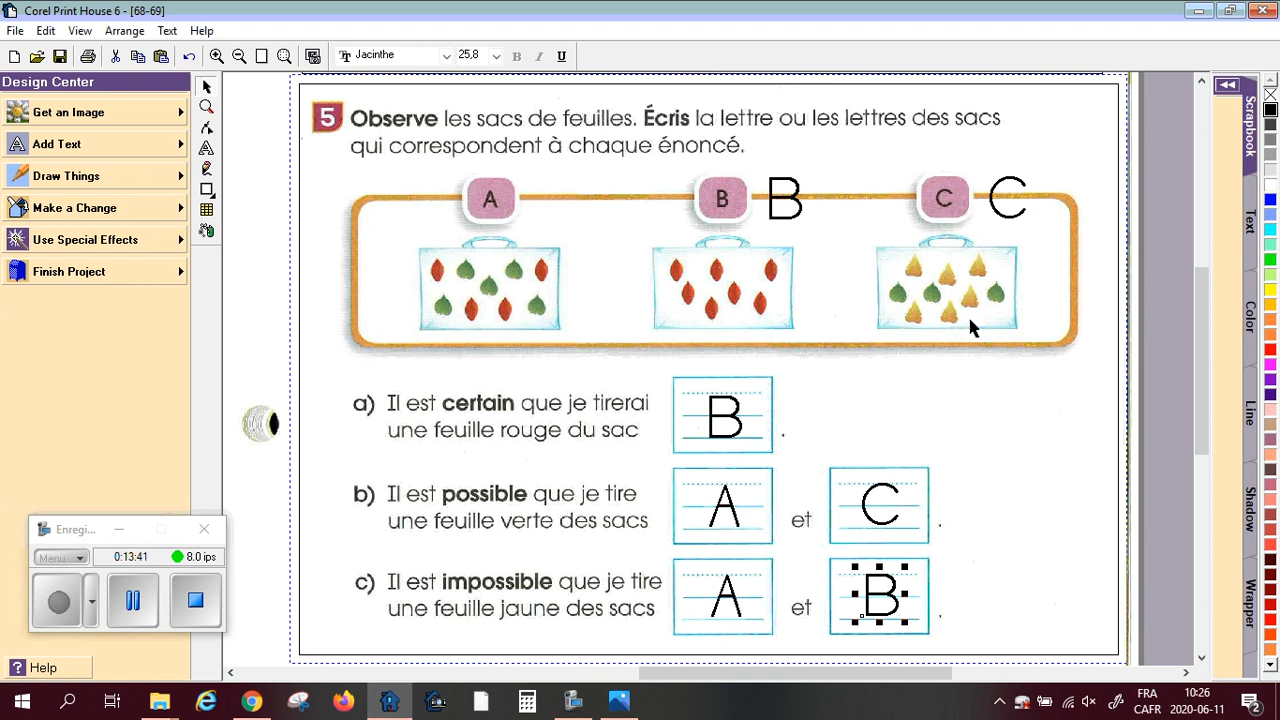 Corel Print House 6 - [68-69]
File Edit View Arrange Text Help
Jacinthe 25,8 B I U
Design Center
Get an Image
Add Text
Draw Things
Make a Change
Use Special Effects
Finish Project
5 Observe les sacs de feuilles. Écris la lettre ou les lettres des sacs
qui correspondent à chaque énoncé.
A B B C C
a) Il est certain que je tirerai
une feuille rouge du sac B .
b) Il est possible que je tire
une feuille verte des sacs A et C .
c) Il est impossible que je tire
une feuille jaune des sacs A et B .
Enregi...
Menu 0:13:41 8.0 ips
Help
Scrapbook
Text
Color
Line
Shadow
Wrapper
FRA 10:26
CAFR 2020-06-11 2